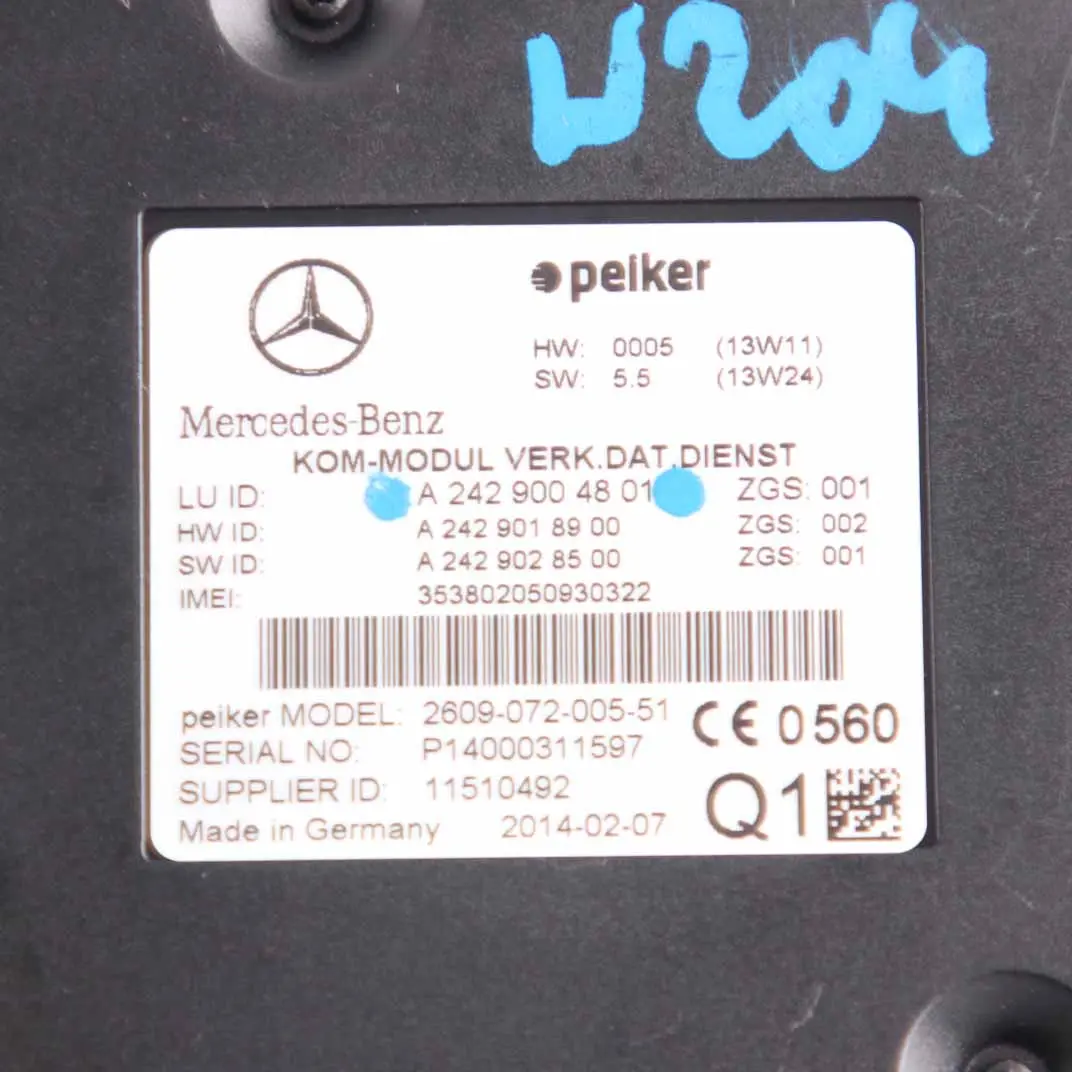 W204
peiker
HW: 0005 (13W11)
SW: 5.5 (13W24)
Mercedes-Benz
KOM-MODUL VERK.DAT.DIENST
LU ID: A 242 900 48 01 ZGS: 001
HW ID: A 242 901 89 00 ZGS: 002
SW ID: A 242 902 85 00 ZGS: 001
IMEI: 353802050930322
peiker MODEL: 2609-072-005-51
CE 0560
SERIAL NO: P14000311597
SUPPLIER ID: 11510492
Q1
Made in Germany 2014-02-07